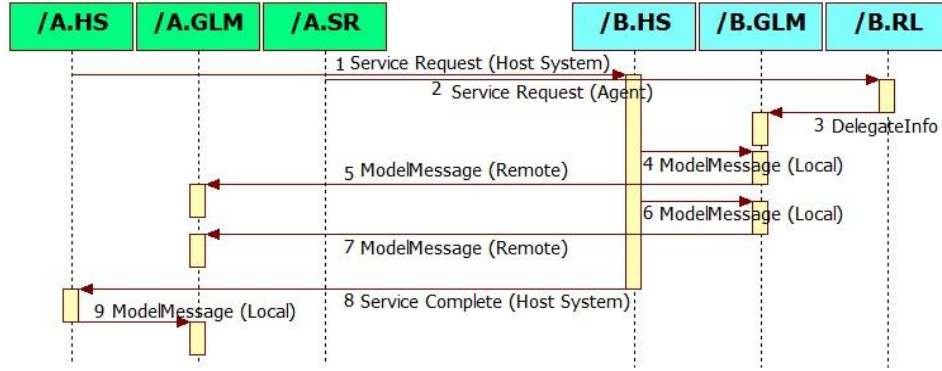 /A.HS /A.GLM /A.SR /B.HS /B.GLM /B.RL
1 Service Request (Host System)
2 Service Request (Agent)
3 DelegateInfo
4 ModelMessage (Local)
5 ModelMessage (Remote)
6 ModelMessage (Local)
7 ModelMessage (Remote)
8 Service Complete (Host System)
9 ModelMessage (Local)